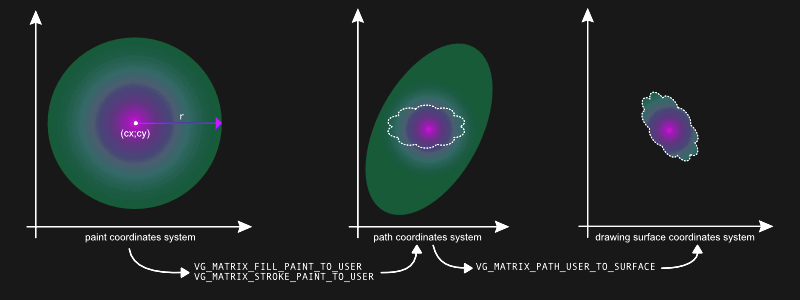 r
(cx;cy)
paint coordinates system
path coordinates system
drawing surface coordinates system
VG_MATRIX_FILL_PAINT_TO_USER
VG_MATRIX_STROKE_PAINT_TO_USER
VG_MATRIX_PATH_USER_TO_SURFACE